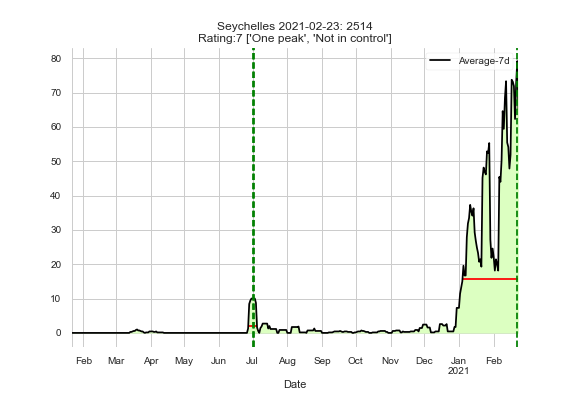 Seychelles 2021-02-23: 2514
Rating:7 ['One peak', 'Not in control']
Average-7d
80
70
60
50
40
30
20
10
0
Feb Mar Apr May Jun Jul Aug Sep Oct Nov Dec Jan Feb
2021
Date